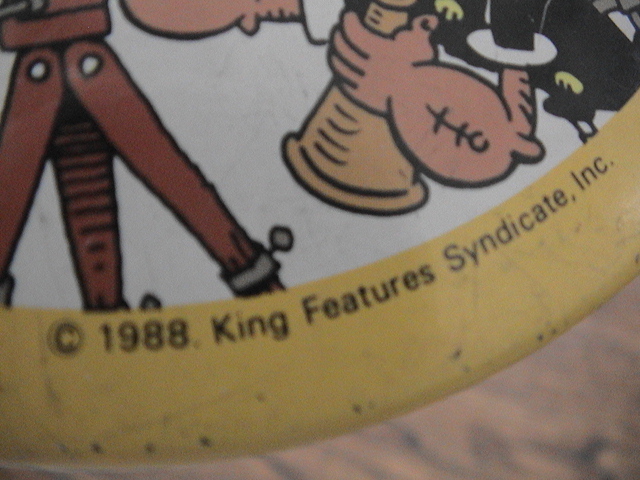 © 1988. King Features Syndicate, Inc.